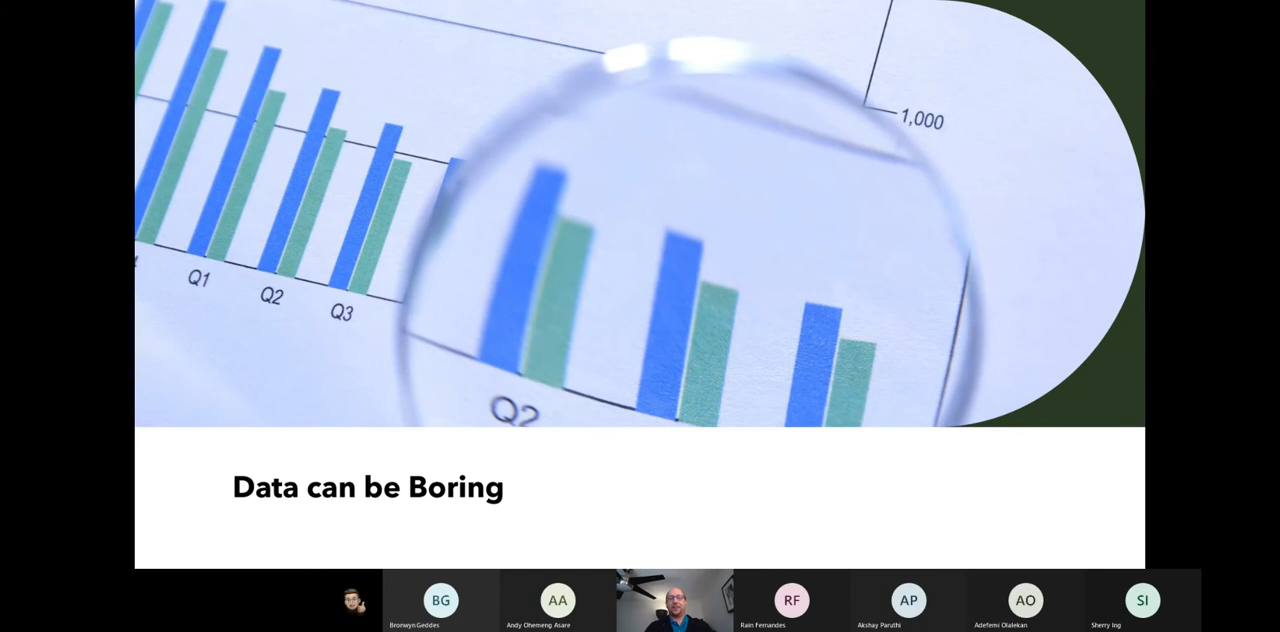 1,000
Q1
Q2
Q3
Q2
Data can be Boring
BG
AA
RF
AP
AO
SI
Bronwyn Geddes
Andy Ohemeng Asare
Rain Fernandes
Akshay Paruthi
Adefemi Olalekan
Sherry Ing